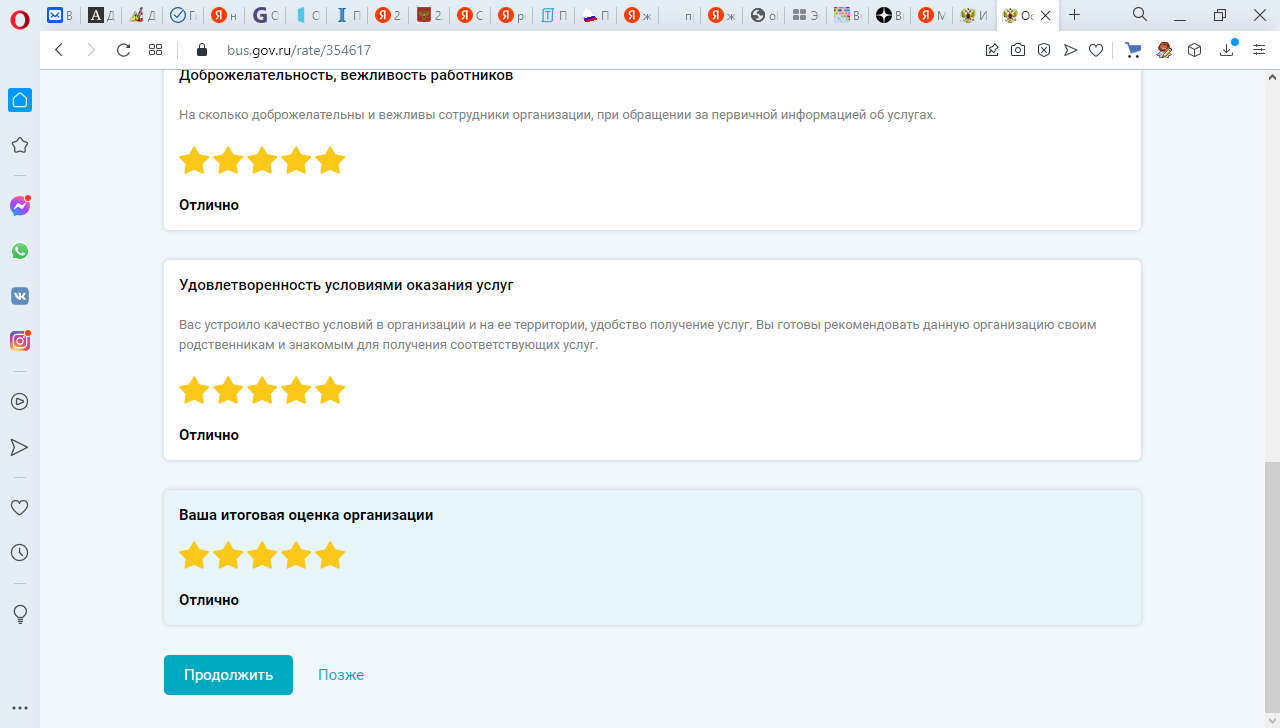 bus.gov.ru/rate/354617
Доброжелательность, вежливость работников
На сколько доброжелательны и вежливы сотрудники организации, при обращении за первичной информацией об услугах.
Отлично
Удовлетворенность условиями оказания услуг
Вас устроило качество условий в организации и на ее территории, удобство получение услуг. Вы готовы рекомендовать данную организацию своим
родственникам и знакомым для получения соответствующих услуг.
Отлично
Ваша итоговая оценка организации
Отлично
Продолжить Позже